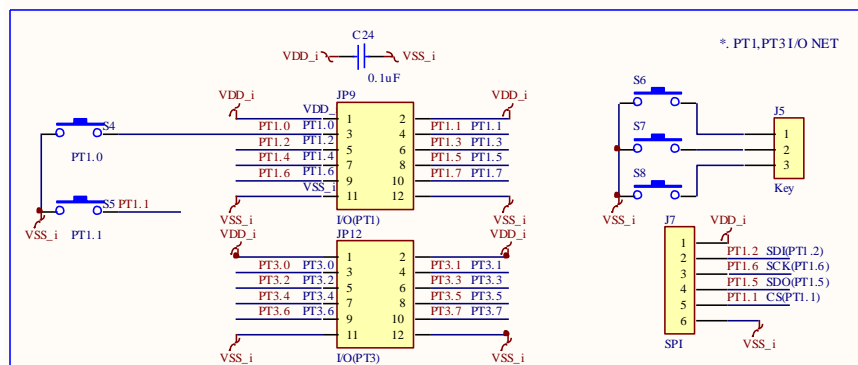 C24
VDD_i VSS_i
0.1uF
*. PT1,PT3 I/O NET
VDD_i JP9 VDD_i
VDD_
1 2
PT1.0 PT1.0 3 4 PT1.1 PT1.1
PT1.2 PT1.2 5 6 PT1.3 PT1.3
PT1.4 PT1.4 7 8 PT1.5 PT1.5
PT1.6 PT1.6 9 10 PT1.7 PT1.7
VSS_i 11 12
VSS_i VSS_i
I/O(PT1)
S4
PT1.0
S5 PT1.1
VSS_i PT1.1
VDD_i JP12 VDD_i
1 2
PT3.0 PT3.0 3 4 PT3.1 PT3.1
PT3.2 PT3.2 5 6 PT3.3 PT3.3
PT3.4 PT3.4 7 8 PT3.5 PT3.5
PT3.6 PT3.6 9 10 PT3.7 PT3.7
11 12
VSS_i VSS_i
I/O(PT3)
S6
S7
S8
VSS_i
J5
1
2
3
Key
J7
VDD_i
1
2 PT1.2 SDI(PT1.2)
3 PT1.6 SCK(PT1.6)
4 PT1.5 SDO(PT1.5)
5 PT1.1 CS(PT1.1)
6
SPI VSS_i